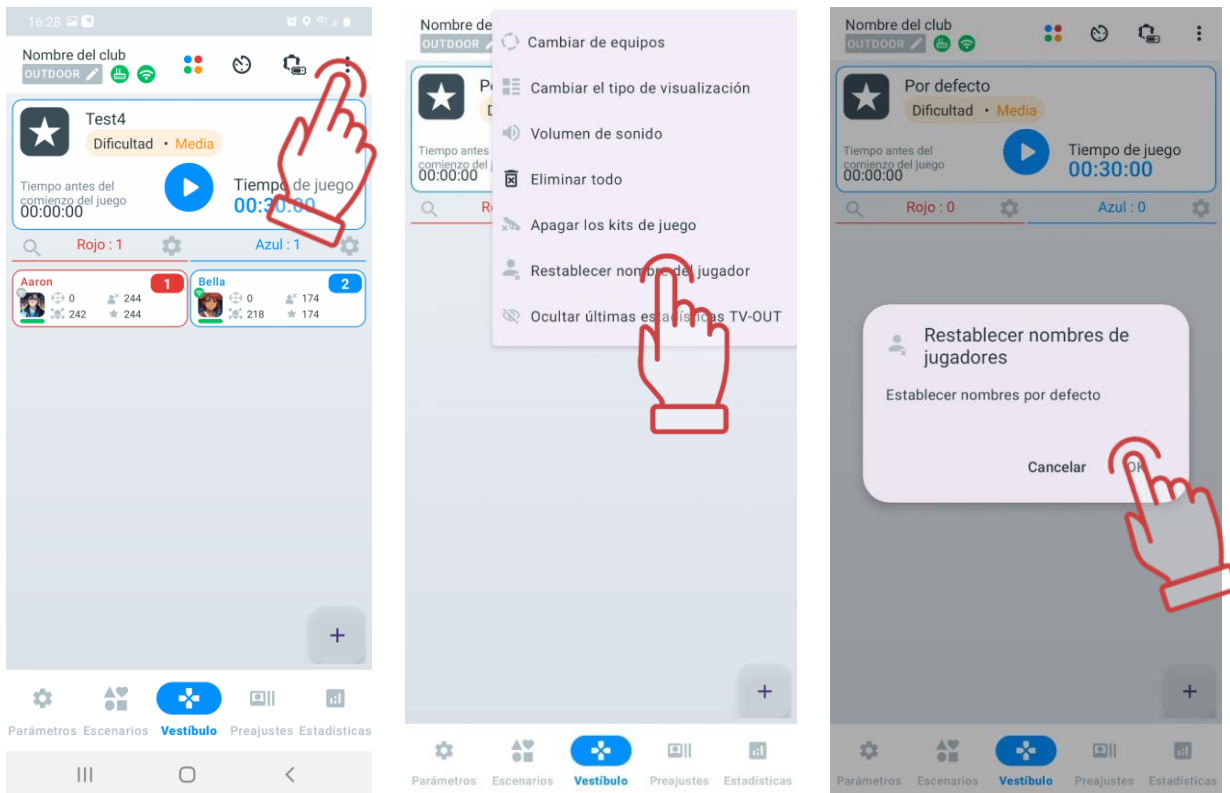 16:28
Nombre del club
OUTDOOR
Test4
Dificultad • Media
Tiempo antes del
comienzo del juego
00:00:00
Tiempo de juego
00:30:00
Rojo : 1
Azul : 1
Aaron
1
0
244
242
244
Bella
2
0
174
218
174
+
Parámetros
Escenarios
Vestíbulo
Preajustes
Estadísticas
Nombre de
OUTDOOR
Tiempo antes
comienzo del j
00:00:00
Cambiar de equipos
Cambiar el tipo de visualización
Volumen de sonido
Eliminar todo
Apagar los kits de juego
Restablecer nombre del jugador
Ocultar últimas estadísticas TV-OUT
+
Parámetros
Escenarios
Vestíbulo
Preajustes
Estadísticas
Nombre del club
OUTDOOR
Por defecto
Dificultad • Media
Tiempo antes del
comienzo del juego
00:00:00
Tiempo de juego
00:30:00
Rojo : 0
Azul : 0
Restablecer nombres de
jugadores
Establecer nombres por defecto
Cancelar
OK
+
Parámetros
Escenarios
Vestíbulo
Preajustes
Estadísticas